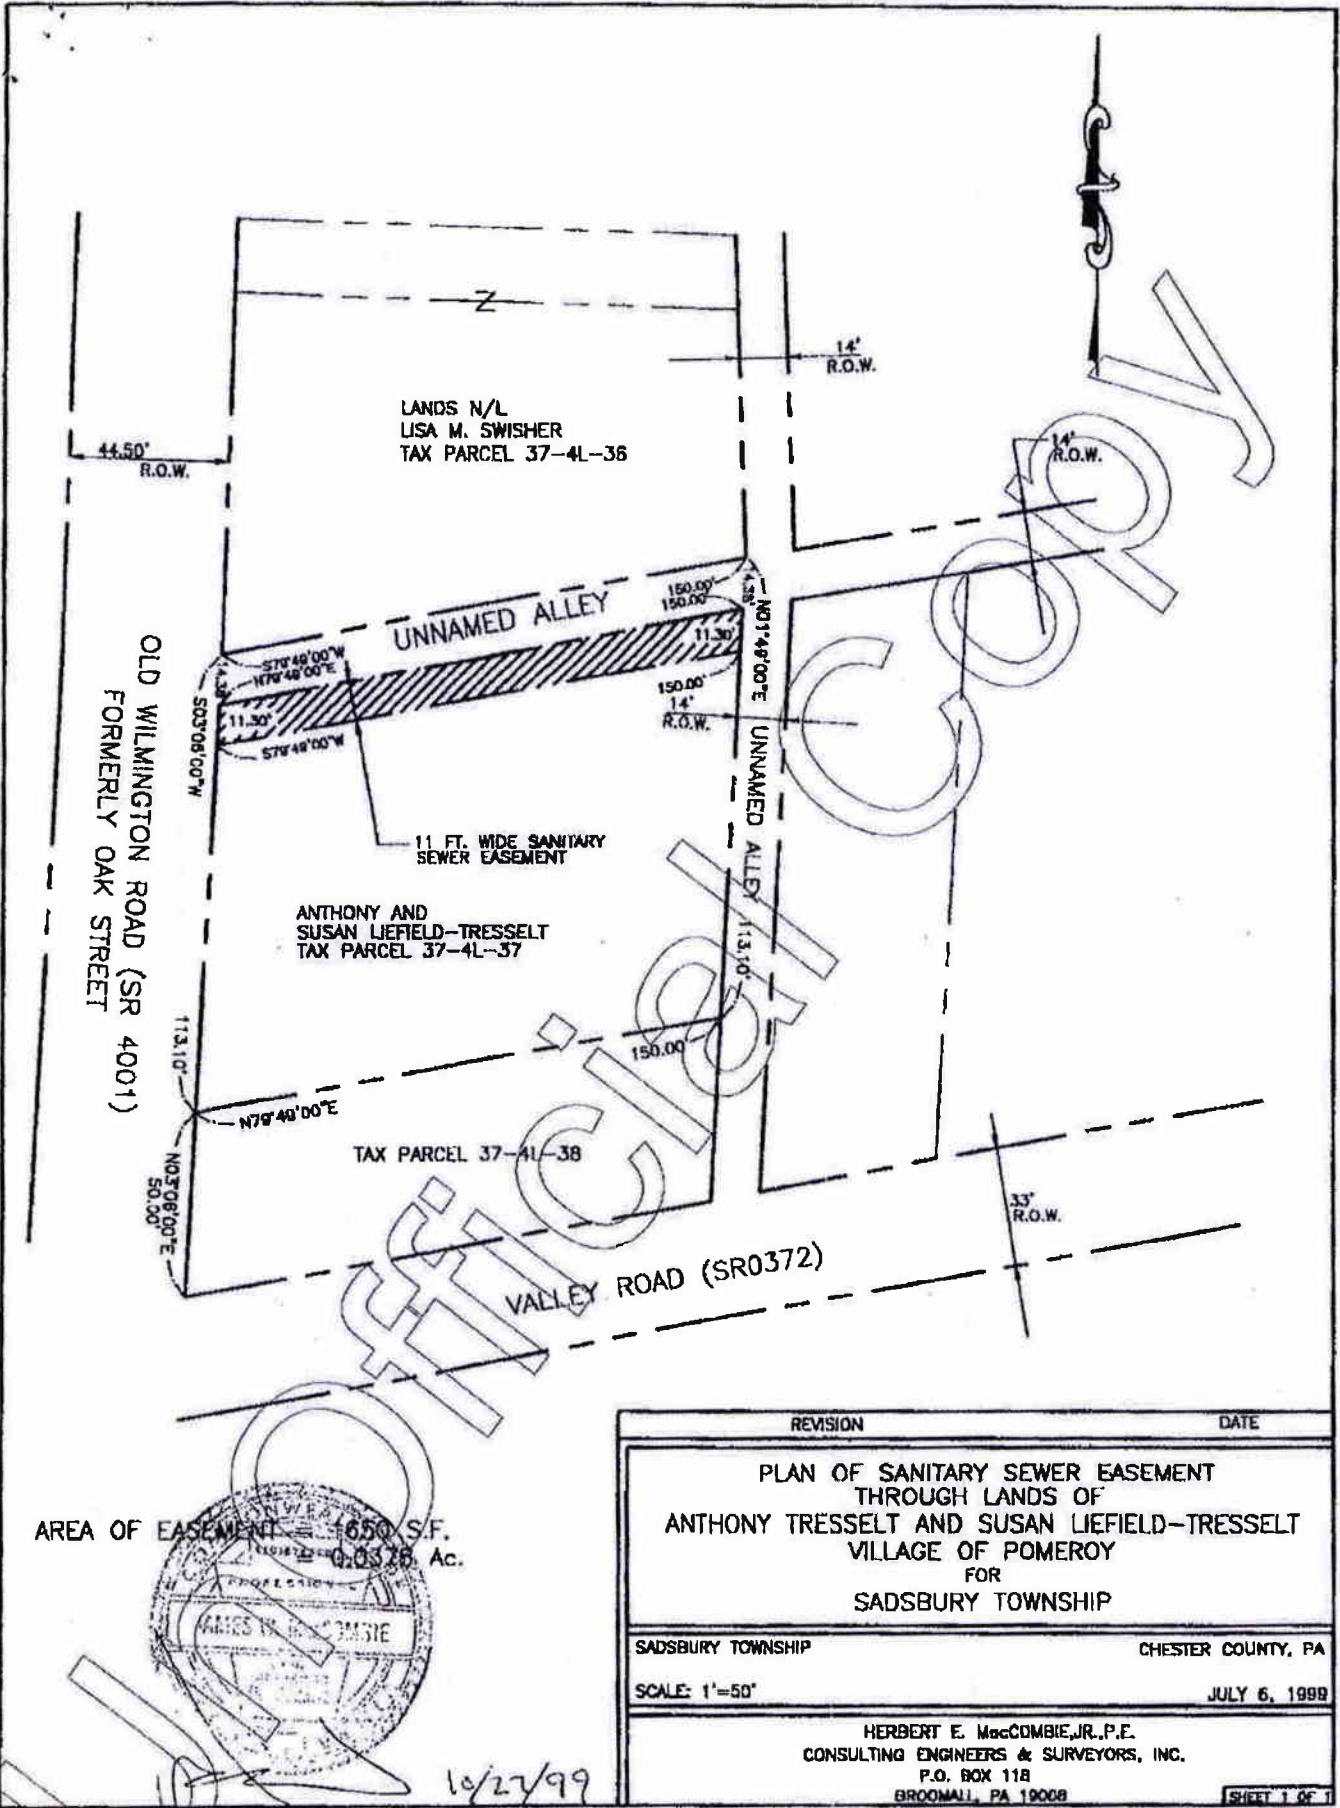 14'
R.O.W.
LANDS N/L
LISA M. SWISHER
TAX PARCEL 37-4L-36
44.50'
R.O.W.
14'
R.O.W.
UNNAMED ALLEY
150.00'
150.00'
N01°49'00"E
11.30'
S79°49'00"W
N79°49'00"E
11.30'
S79°49'00"W
150.00'
14'
R.O.W.
S03°06'00"W
OLD WILMINGTON ROAD (SR 4001)
FORMERLY OAK STREET
UNNAMED ALLEY
113.10'
11 FT. WIDE SANITARY
SEWER EASEMENT
ANTHONY AND
SUSAN LIEFIELD-TRESSELT
TAX PARCEL 37-4L-37
113.10'
150.00'
N79°49'00"E
TAX PARCEL 37-4L-38
N03°06'00"E
50.00'
33'
R.O.W.
VALLEY ROAD (SR0372)
Unofficial Copy
AREA OF EASEMENT = 1650 S.F.
= 0.0378 Ac.
10/27/99
REVISION DATE
PLAN OF SANITARY SEWER EASEMENT
THROUGH LANDS OF
ANTHONY TRESSELT AND SUSAN LIEFIELD-TRESSELT
VILLAGE OF POMEROY
FOR
SADSBURY TOWNSHIP
SADSBURY TOWNSHIP CHESTER COUNTY, PA
SCALE: 1'=50' JULY 6, 1999
HERBERT E. MacCOMBIE,JR.,P.E.
CONSULTING ENGINEERS & SURVEYORS, INC.
P.O. BOX 118
BROOMALL, PA 19008
SHEET 1 OF 1